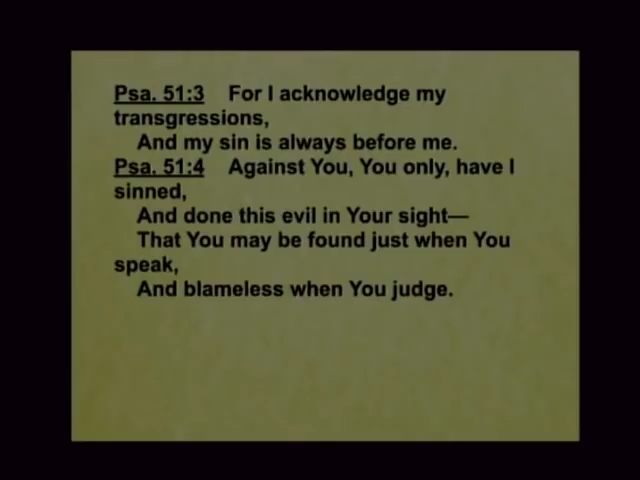 Psa. 51:3 For I acknowledge my
transgressions,
And my sin is always before me.
Psa. 51:4 Against You, You only, have I
sinned,
And done this evil in Your sight—
That You may be found just when You
speak,
And blameless when You judge.